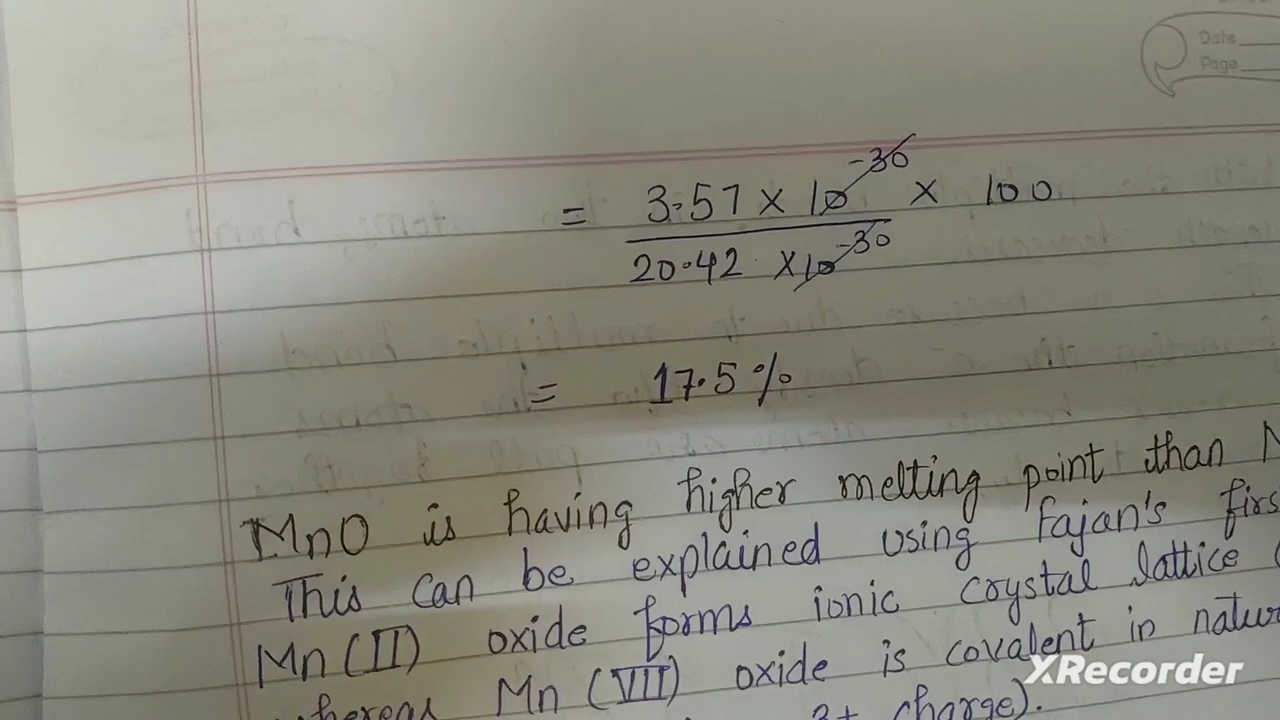 Date
Page
= 3.57 × 10^-30 × 100
20.42 × 10^-30
= 17.5%
MnO is having higher melting point than
This can be explained using Fajan's
Mn (II) oxide forms ionic crystal lattice
whereas Mn (VII) oxide is covalent in
charge).
XRecorder